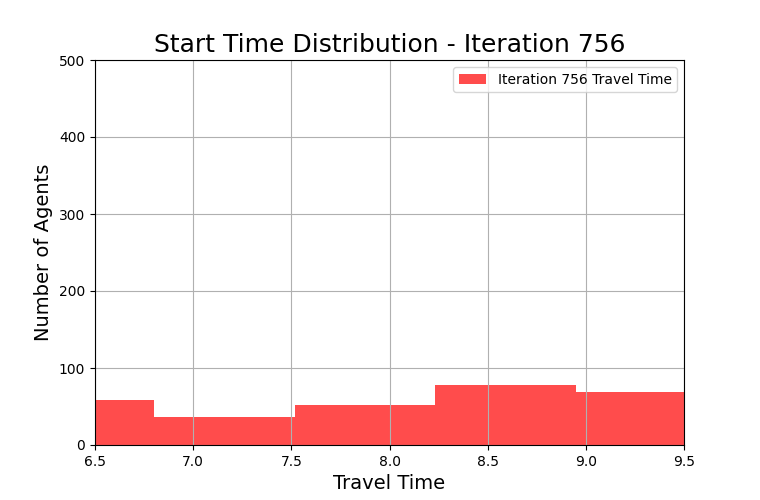 Start Time Distribution - Iteration 756
Iteration 756 Travel Time
Number of Agents
500
400
300
200
100
0
6.5 7.0 7.5 8.0 8.5 9.0 9.5
Travel Time